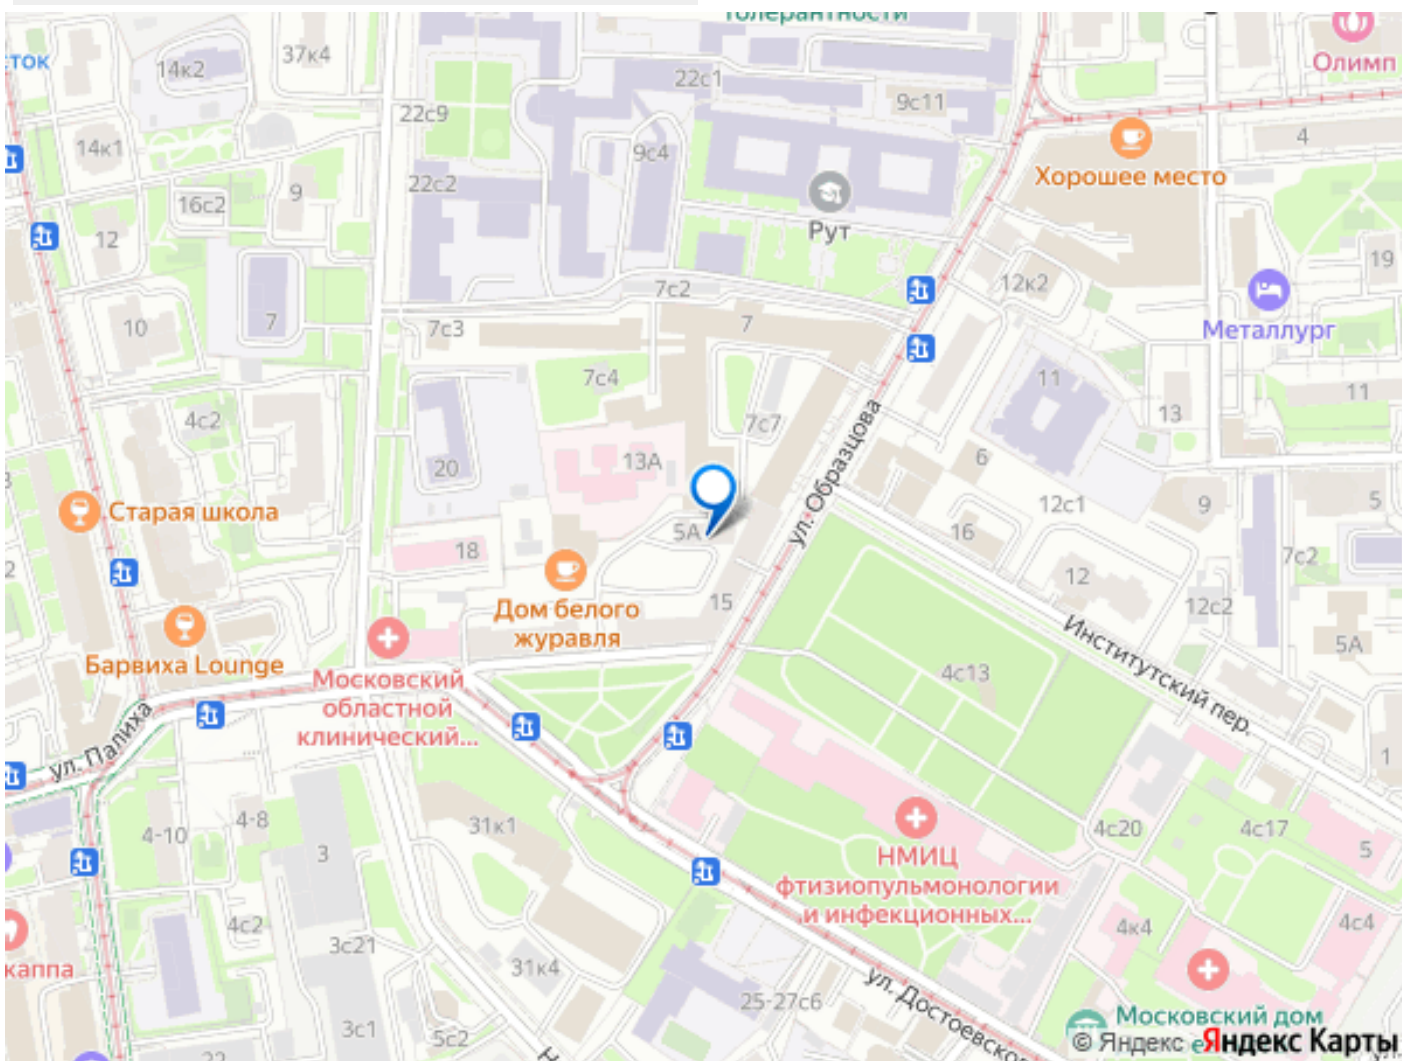 толерантности
ток
37к4
14к2
22с1
9с11
Олимп
22с9
14к1
9с4
4
Хорошее место
22с2
16с2
9
Рут
12
19
7с2
12к2
10
7
7с3
7
Металлург
7с4
11
11
4с2
7с7
13
20
13А
ул. Образцова
6
Старая школа
12с1
9
5
5А
16
18
7с2
12
Дом белого
журавля
15
12с2
Институтский пер.
5А
Барвиха Lounge
Московский
областной
клинический...
4с13
ул. Палиха
1
4-10
4-8
31к1
3
4с20
4с17
5
НМИЦ
фтизиопульмонологии
и инфекционных...
4с2
3с21
4к4
4с4
каппа
31к4
25-27с6
ул. Достоевско
3с1
5с2
Московский дом
22
© Яндекс Яндекс Карты